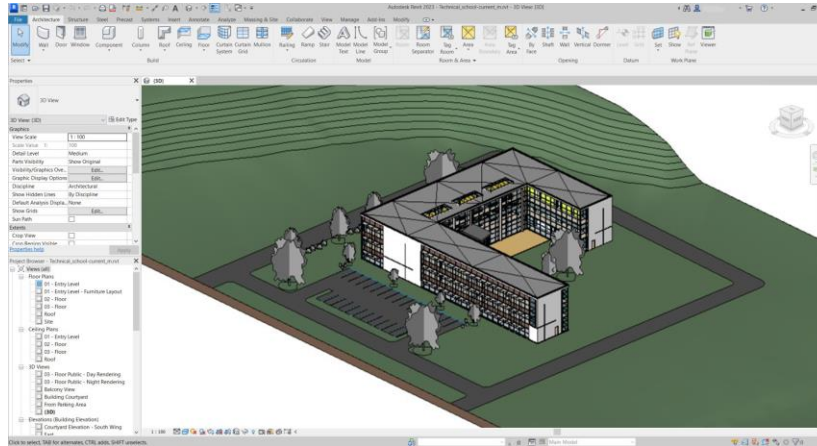 Autodesk Revit 2023 - Technical_school-current_m.rvt - 3D View: {3D}
File Architecture Structure Steel Precast Systems Insert Annotate Analyze Massing & Site Collaborate View Manage Add-Ins Modify
Modify Wall Door Window Component Column Roof Ceiling Floor Curtain System Curtain Grid Mullion Railing Ramp Stair Model Text Model Line Model Group Room Room Separator Tag Room Area Area Boundary Tag Area By Face Shaft Wall Vertical Dormer Level Grid Set Show Ref Plane Viewer
Select Build Circulation Model Room & Area Opening Datum Work Plane
Properties X {3D} X
3D View
3D View: {3D} Edit Type
Graphics
View Scale 1 : 100
Scale Value 1: 100
Detail Level Medium
Parts Visibility Show Original
Visibility/Graphics Ove... Edit...
Graphic Display Options Edit...
Discipline Architectural
Show Hidden Lines By Discipline
Default Analysis Displa... None
Show Grids Edit...
Sun Path
Extents
Crop View
Crop Region Visible
Properties help Apply
Project Browser - Technical_school-current_m.rvt X
Views (all)
Floor Plans
01 - Entry Level
01 - Entry Level - Furniture Layout
02 - Floor
03 - Floor
Roof
Site
Ceiling Plans
01 - Entry Level
02 - Floor
03 - Floor
Roof
3D Views
03 - Floor Public - Day Rendering
03 - Floor Public - Night Rendering
Balcony View
Building Courtyard
From Parking Area
{3D}
Elevations (Building Elevation)
Courtyard Elevation - South Wing
East
1 : 100
Click to select, TAB for alternates, CTRL adds, SHIFT unselects.
Main Model